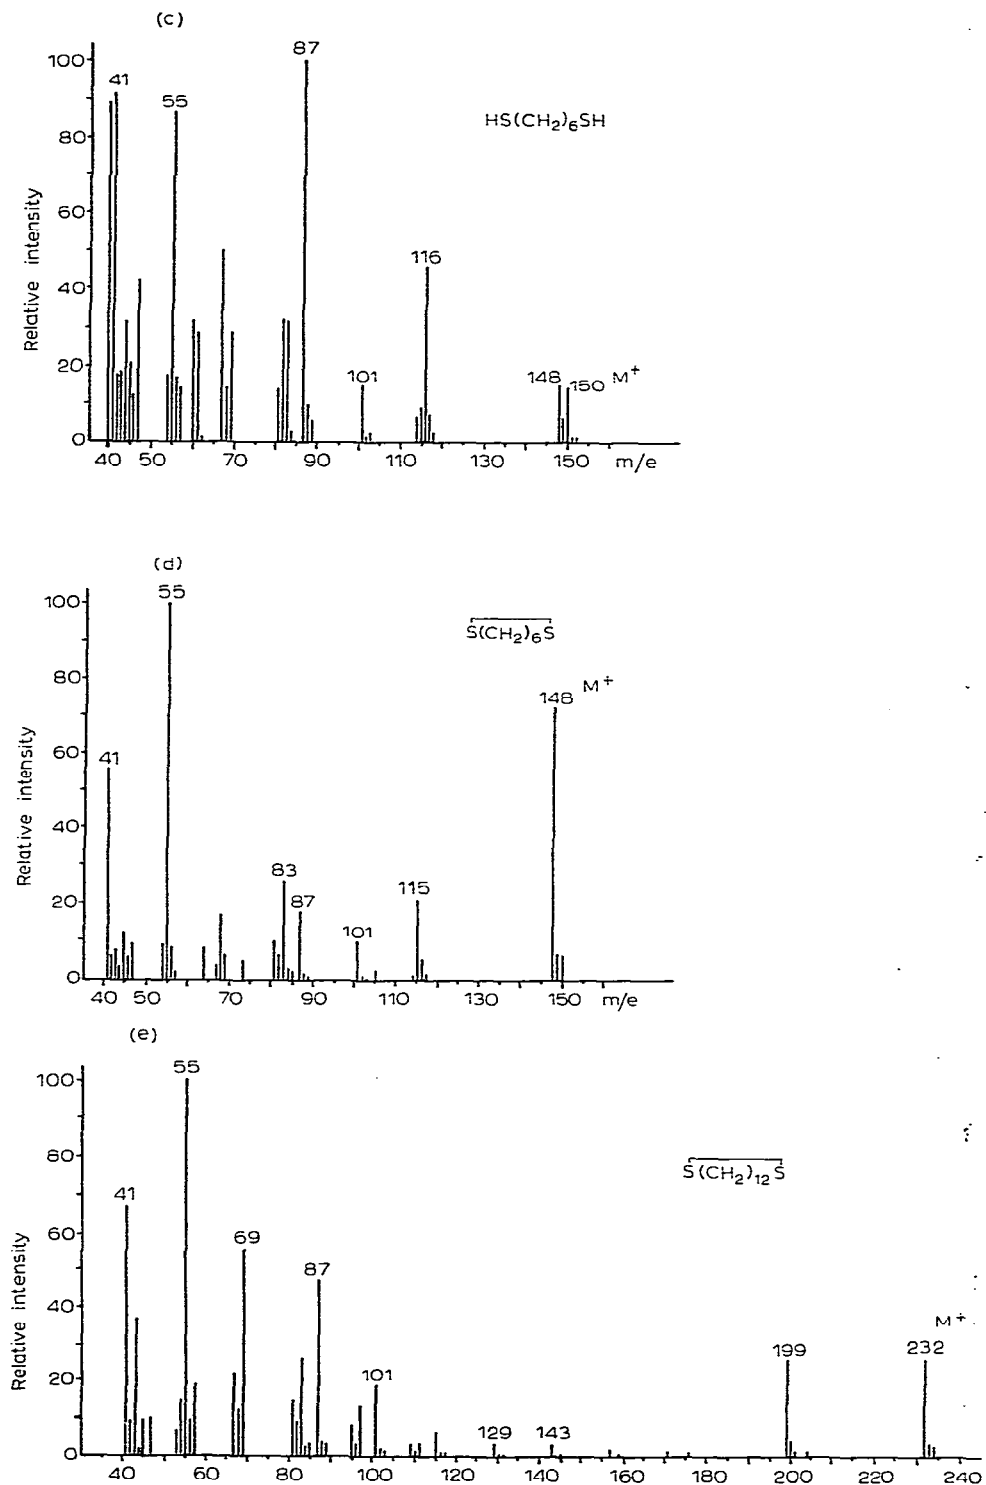 (c)
100
80
60
40
20
0
Relative intensity
41
55
87
101
116
148
150 M+
HS(CH2)6SH
40 50 70 90 110 130 150 m/e
(d)
100
80
60
40
20
0
Relative intensity
41
55
83
87
101
115
148 M+
S(CH2)6S
40 50 70 90 110 130 150 m/e
(e)
100
80
60
40
20
0
Relative intensity
41
55
69
87
101
129
143
199
232
M+
S(CH2)12S
40 60 80 100 120 140 160 180 200 220 240